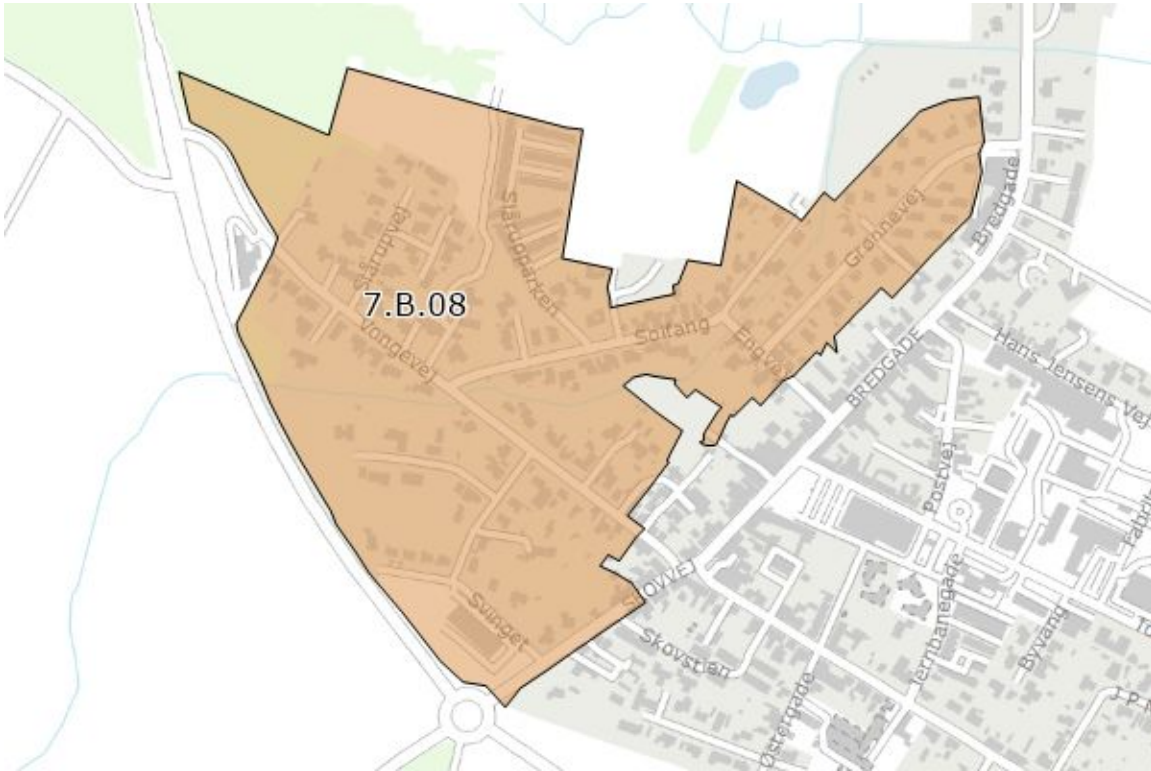 Bredgade
Grønnevej
Stårupvej
Stårupparken
7.B.08
Solfang
Vongevej
Engvej
BREDGADE
Hans Jensens Vej
Postvej
Svinget
SKOVVEJ
Skovstien
Jernbanegade
Byvang
Østergade